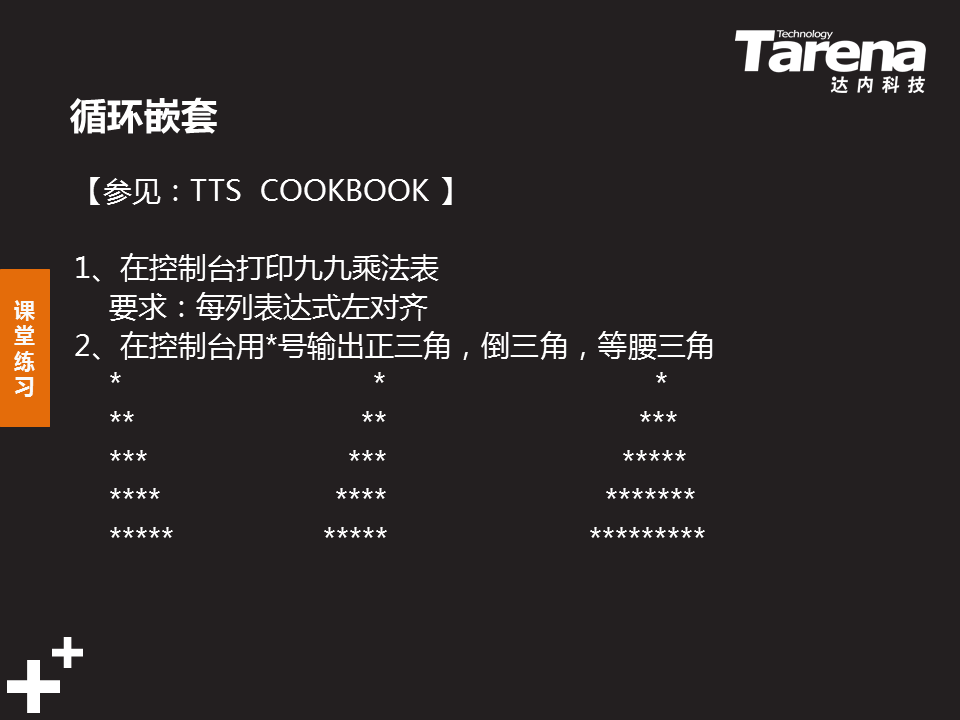 Technology
Tarena
达内科技
循环嵌套
【参见：TTS COOKBOOK 】
1、在控制台打印九九乘法表
要求：每列表达式左对齐
2、在控制台用*号输出正三角，倒三角，等腰三角
* * *
** ** ***
*** *** *****
**** **** *******
***** ***** *********
课堂练习